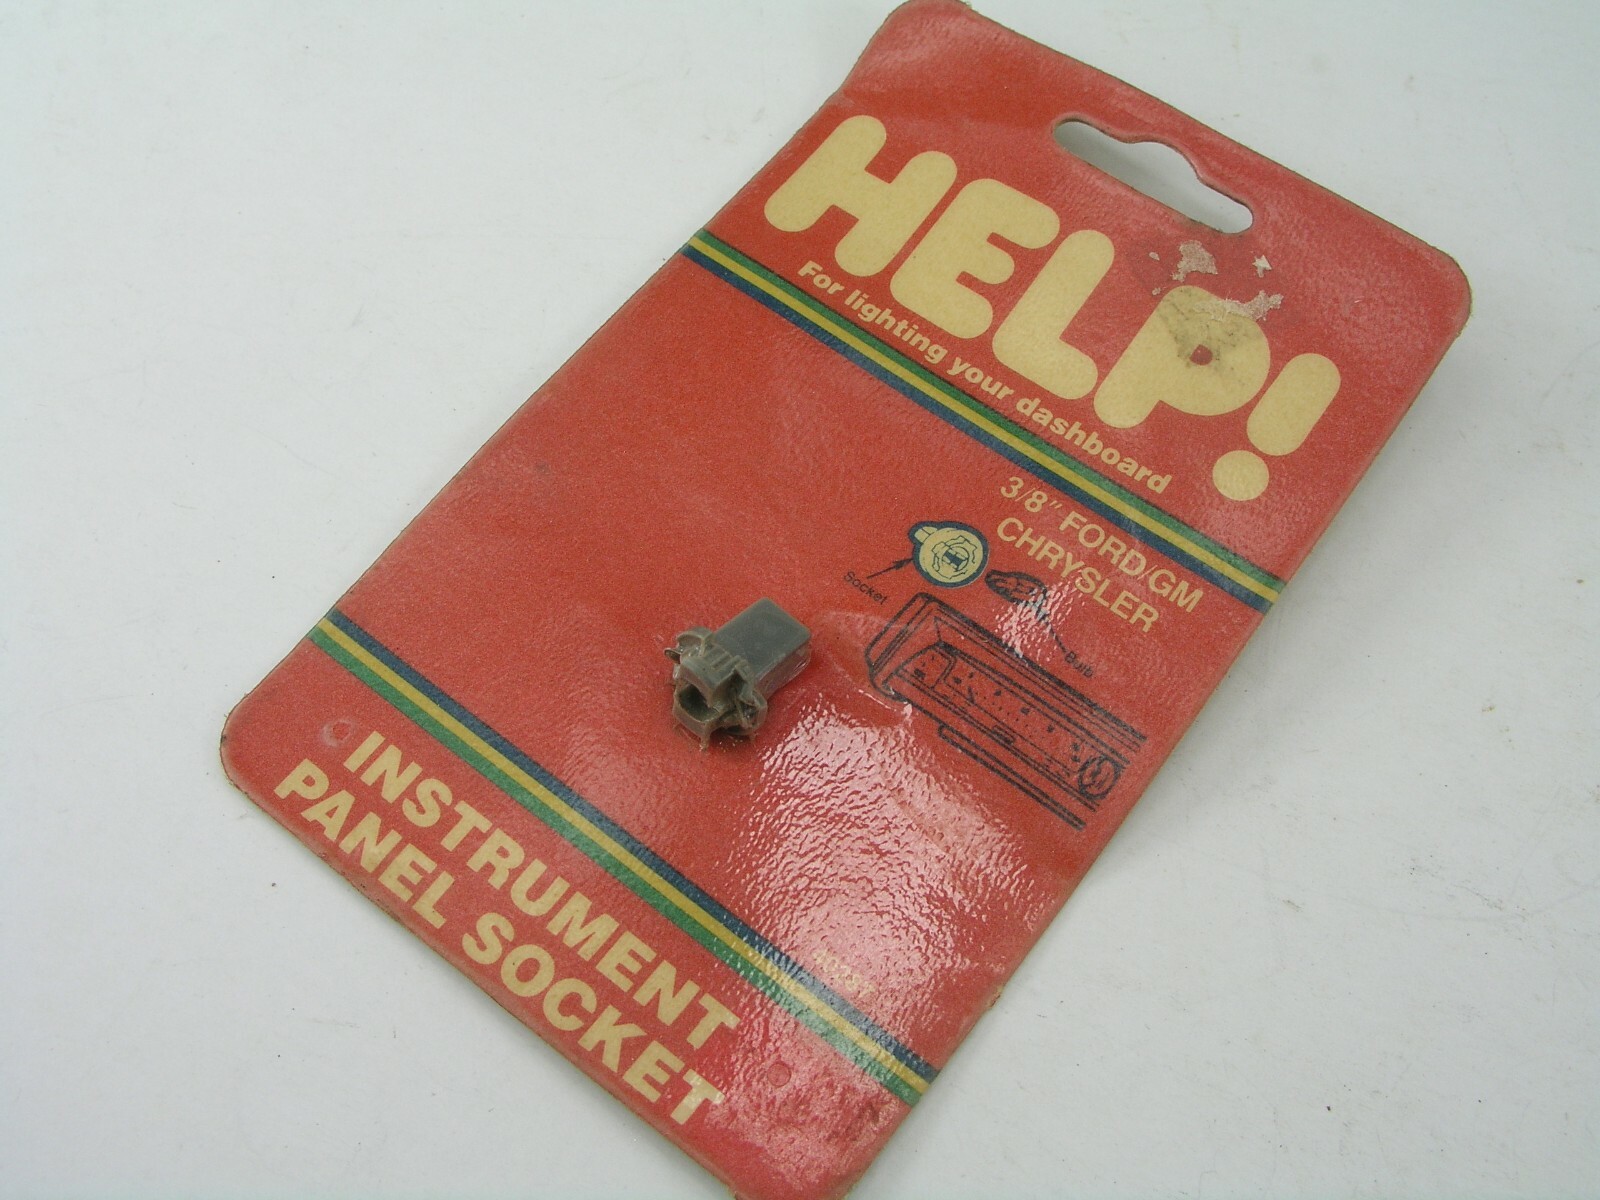 HELP!
For lighting your dashboard
3/8" FORD/GM
CHRYSLER
Socket
Bulb
INSTRUMENT
PANEL SOCKET